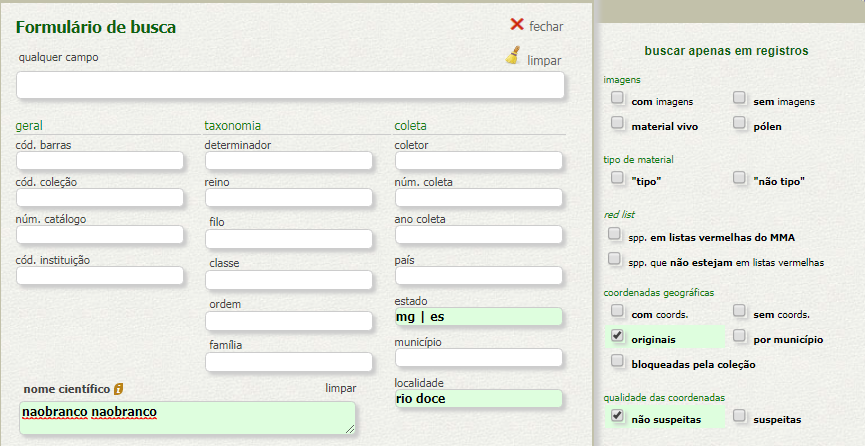 Formulário de busca
fechar
qualquer campo
limpar
geral
cód. barras
cód. coleção
núm. catálogo
cód. instituição
taxonomia
determinador
reino
filo
classe
ordem
família
coleta
coletor
núm. coleta
ano coleta
país
estado
mg | es
município
localidade
rio doce
nome científico i
limpar
naobranco naobranco
buscar apenas em registros
imagens
com imagens
sem imagens
material vivo
pólen
tipo de material
"tipo"
"não tipo"
red list
spp. em listas vermelhas do MMA
spp. que não estejam em listas vermelhas
coordenadas geográficas
com coords.
sem coords.
originais
por município
bloqueadas pela coleção
qualidade das coordenadas
não suspeitas
suspeitas